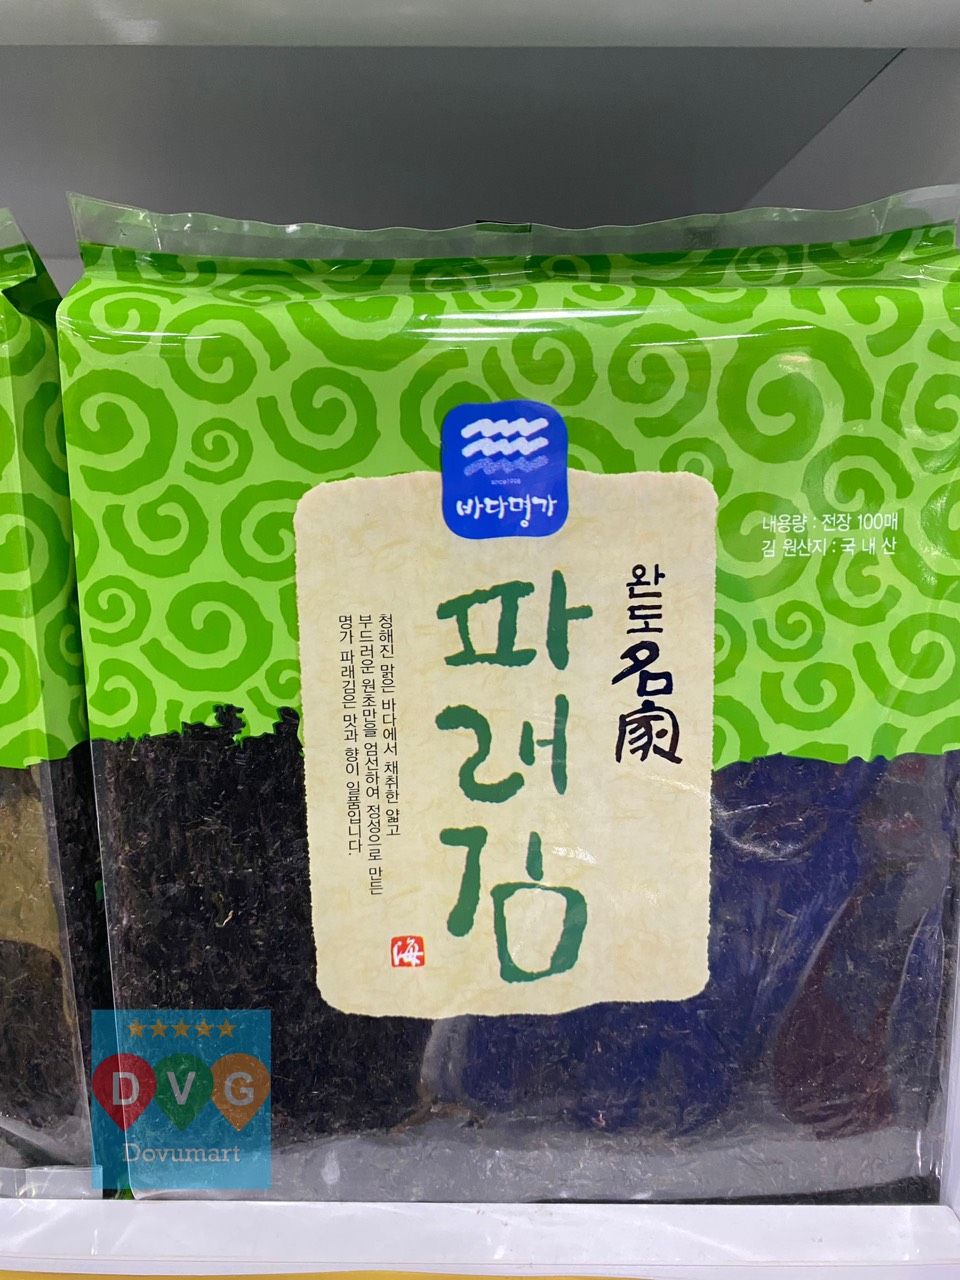 since1998
바다명가
내용량 : 전장 100매
김 원산지 : 국내산
완도名家
파래김
청해진 맑은 바다에서 채취한 얇고
부드러운 원초만을 엄선하여 정성으로 만든
명가 파래김은 맛과 향이 일품입니다.
海
DVG
Dovumart